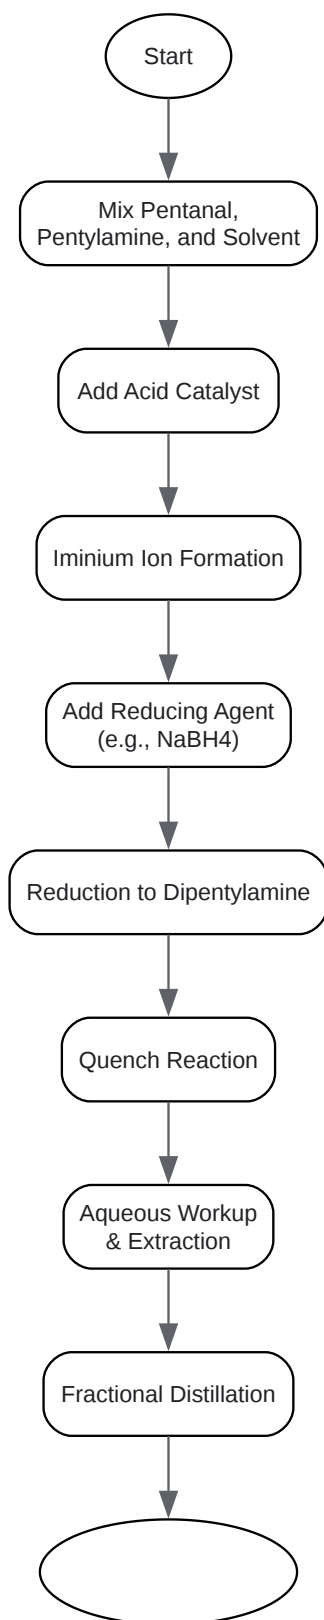 Start
Mix Pentanal,
Pentylamine, and Solvent
Add Acid Catalyst
Iminium Ion Formation
Add Reducing Agent
(e.g., NaBH4)
Reduction to Dipentylamine
Quench Reaction
Aqueous Workup
& Extraction
Fractional Distillation